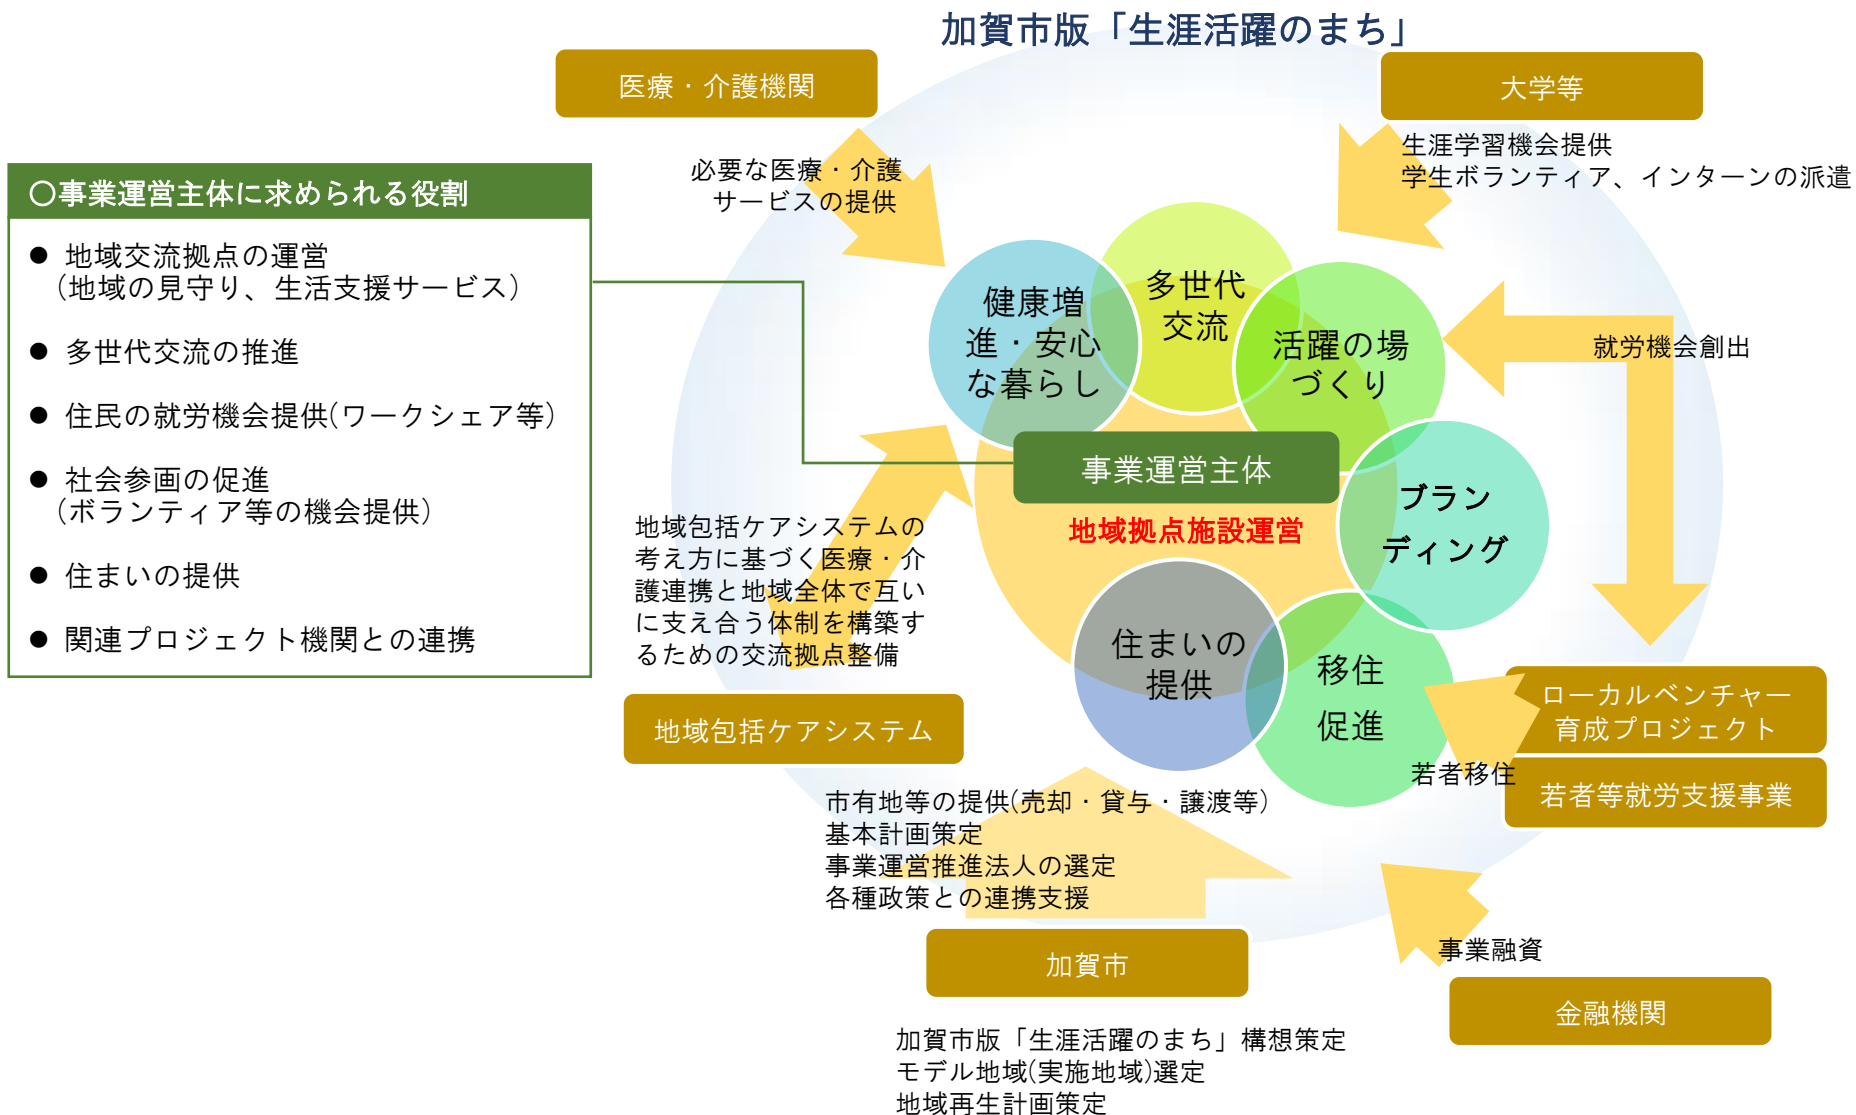 加賀市版「生涯活躍のまち」
医療・介護機関
大学等
必要な医療・介護
サービスの提供
生涯学習機会提供
学生ボランティア、インターンの派遣
〇事業運営主体に求められる役割
● 地域交流拠点の運営
（地域の見守り、生活支援サービス）
● 多世代交流の推進
● 住民の就労機会提供(ワークシェア等)
● 社会参画の促進
（ボランティア等の機会提供）
● 住まいの提供
● 関連プロジェクト機関との連携
健康増
進・安心
な暮らし
多世代
交流
活躍の場
づくり
就労機会創出
事業運営主体
地域拠点施設運営
ブラン
ディング
地域包括ケアシステムの
考え方に基づく医療・介
護連携と地域全体で互い
に支え合う体制を構築す
るための交流拠点整備
住まいの
提供
移住
促進
地域包括ケアシステム
ローカルベンチャー
育成プロジェクト
若者移住
若者等就労支援事業
市有地等の提供(売却・貸与・譲渡等）
基本計画策定
事業運営推進法人の選定
各種政策との連携支援
加賀市
事業融資
金融機関
加賀市版「生涯活躍のまち」構想策定
モデル地域(実施地域)選定
地域再生計画策定